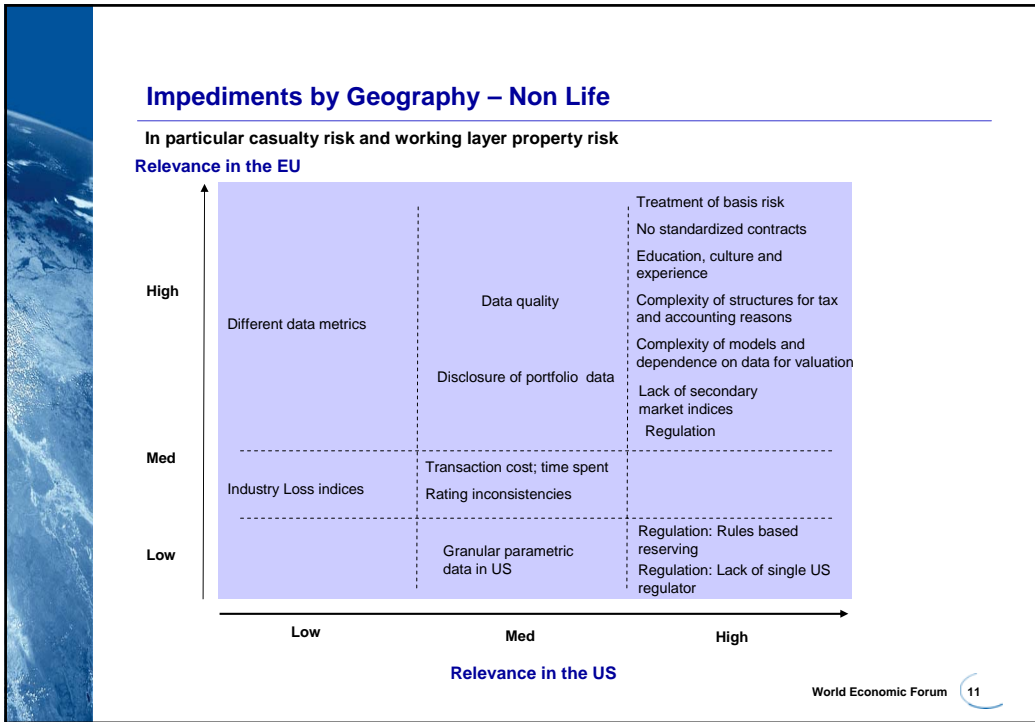 Impediments by Geography – Non Life
In particular casualty risk and working layer property risk
Relevance in the EU
High
Different data metrics
Data quality
Disclosure of portfolio data
Treatment of basis risk
No standardized contracts
Education, culture and
experience
Complexity of structures for tax
and accounting reasons
Complexity of models and
dependence on data for valuation
Lack of secondary
market indices
Regulation
Med
Industry Loss indices
Transaction cost; time spent
Rating inconsistencies
Low
Granular parametric
data in US
Regulation: Rules based
reserving
Regulation: Lack of single US
regulator
Low
Med
High
Relevance in the US
World Economic Forum
11